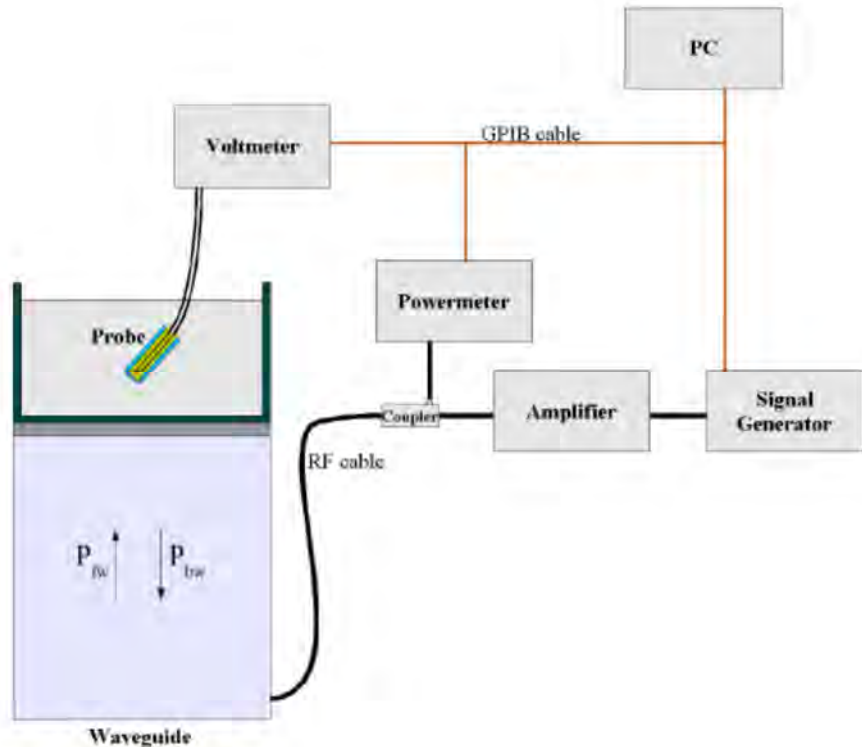 PC
GPIB cable
Voltmeter
Powermeter
Probe
Coupler
Amplifier
Signal
Generator
RF cable
P fw
P bw
Waveguide